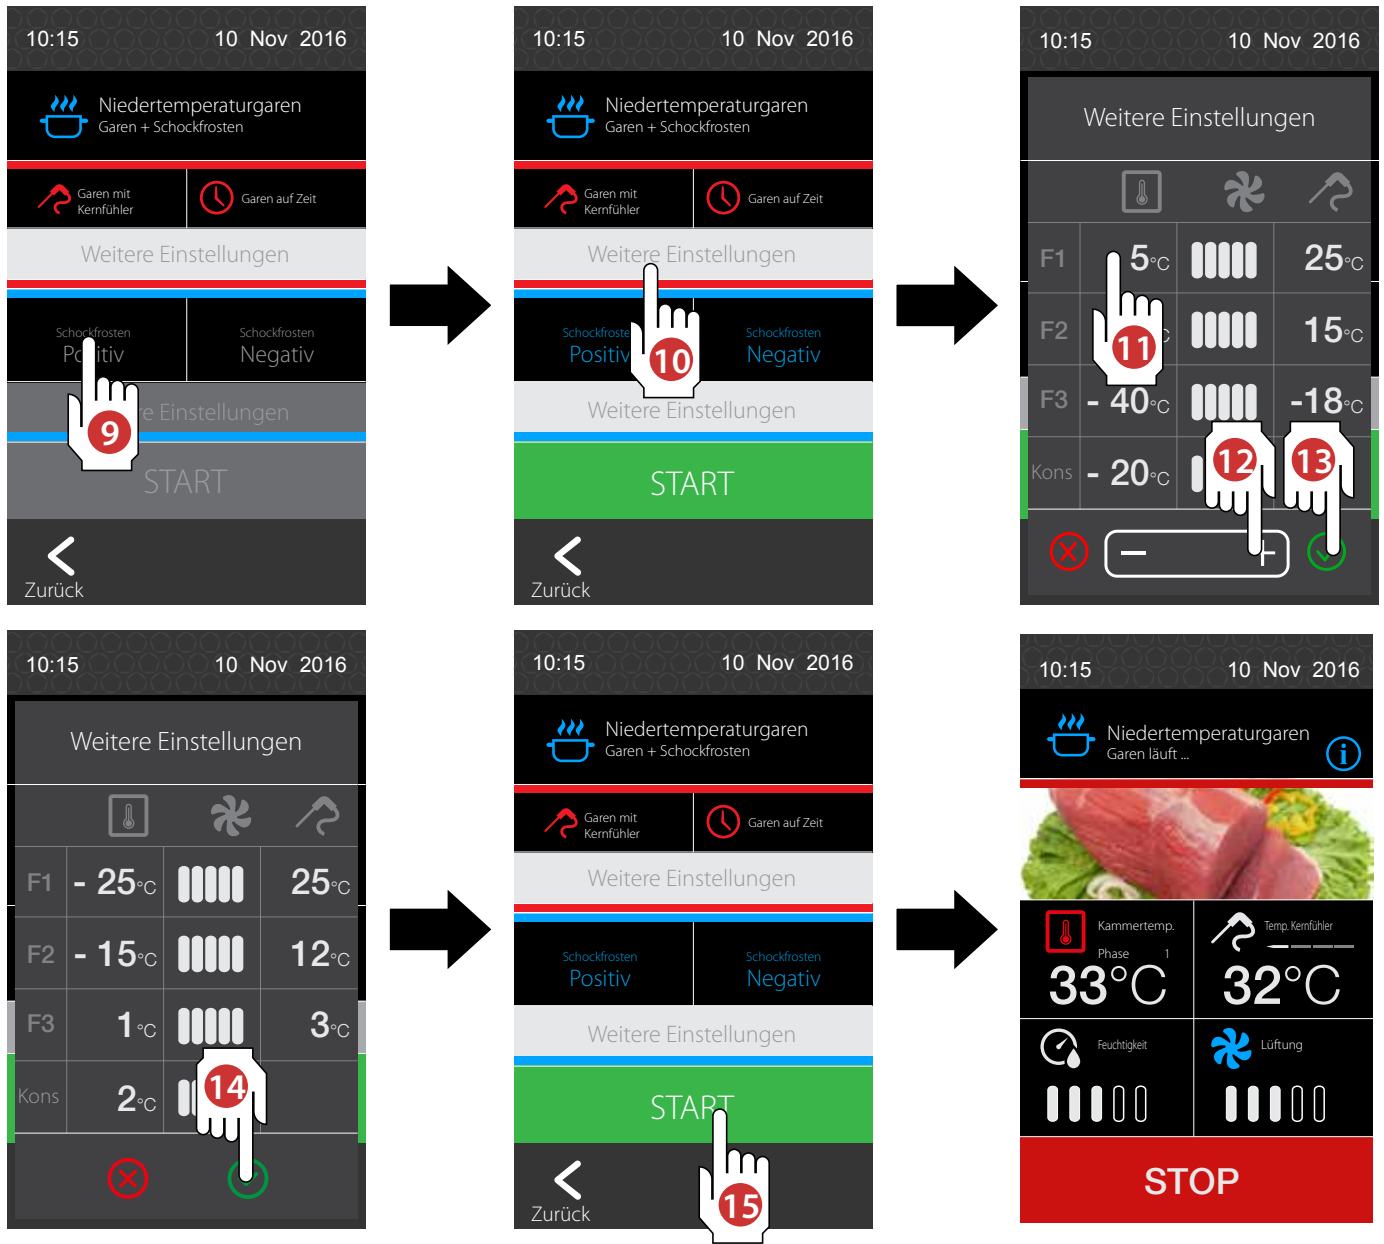 10:15 10 Nov 2016
Niedertemperaturgaren
Garen + Schockfrosten
Garen mit
Kernfühler
Garen auf Zeit
Weitere Einstellungen
Schockfrosten
Schockfrosten
Negativ
9
Einstellungen
START
Zurück
10:15 10 Nov 2016
Niedertemperaturgaren
Garen + Schockfrosten
Garen mit
Kernfühler
Garen auf Zeit
Weitere Einstellungen
Positiv
Schockfrosten
Negativ
10
Weitere Einstellungen
START
Zurück
10:15 10 Nov 2016
Weitere Einstellungen
F1 5°C 25°C
F2 15°C
11
F3 - 40°C -18°C
Kons - 20°C
12 13
− +
10:15 10 Nov 2016
Weitere Einstellungen
F1 - 25°C 25°C
F2 - 15°C 12°C
F3 1°C 3°C
Kons 2°C
14
10:15 10 Nov 2016
Niedertemperaturgaren
Garen + Schockfrosten
Garen mit
Kernfühler
Garen auf Zeit
Weitere Einstellungen
Schockfrosten
Positiv
Schockfrosten
Negativ
Weitere Einstellungen
START
15
Zurück
10:15 10 Nov 2016
Niedertemperaturgaren
Garen läuft ...
i
Kammertemp.
Phase 1
33°C
Temp. Kernfühler
32°C
Feuchtigkeit
Lüftung
STOP